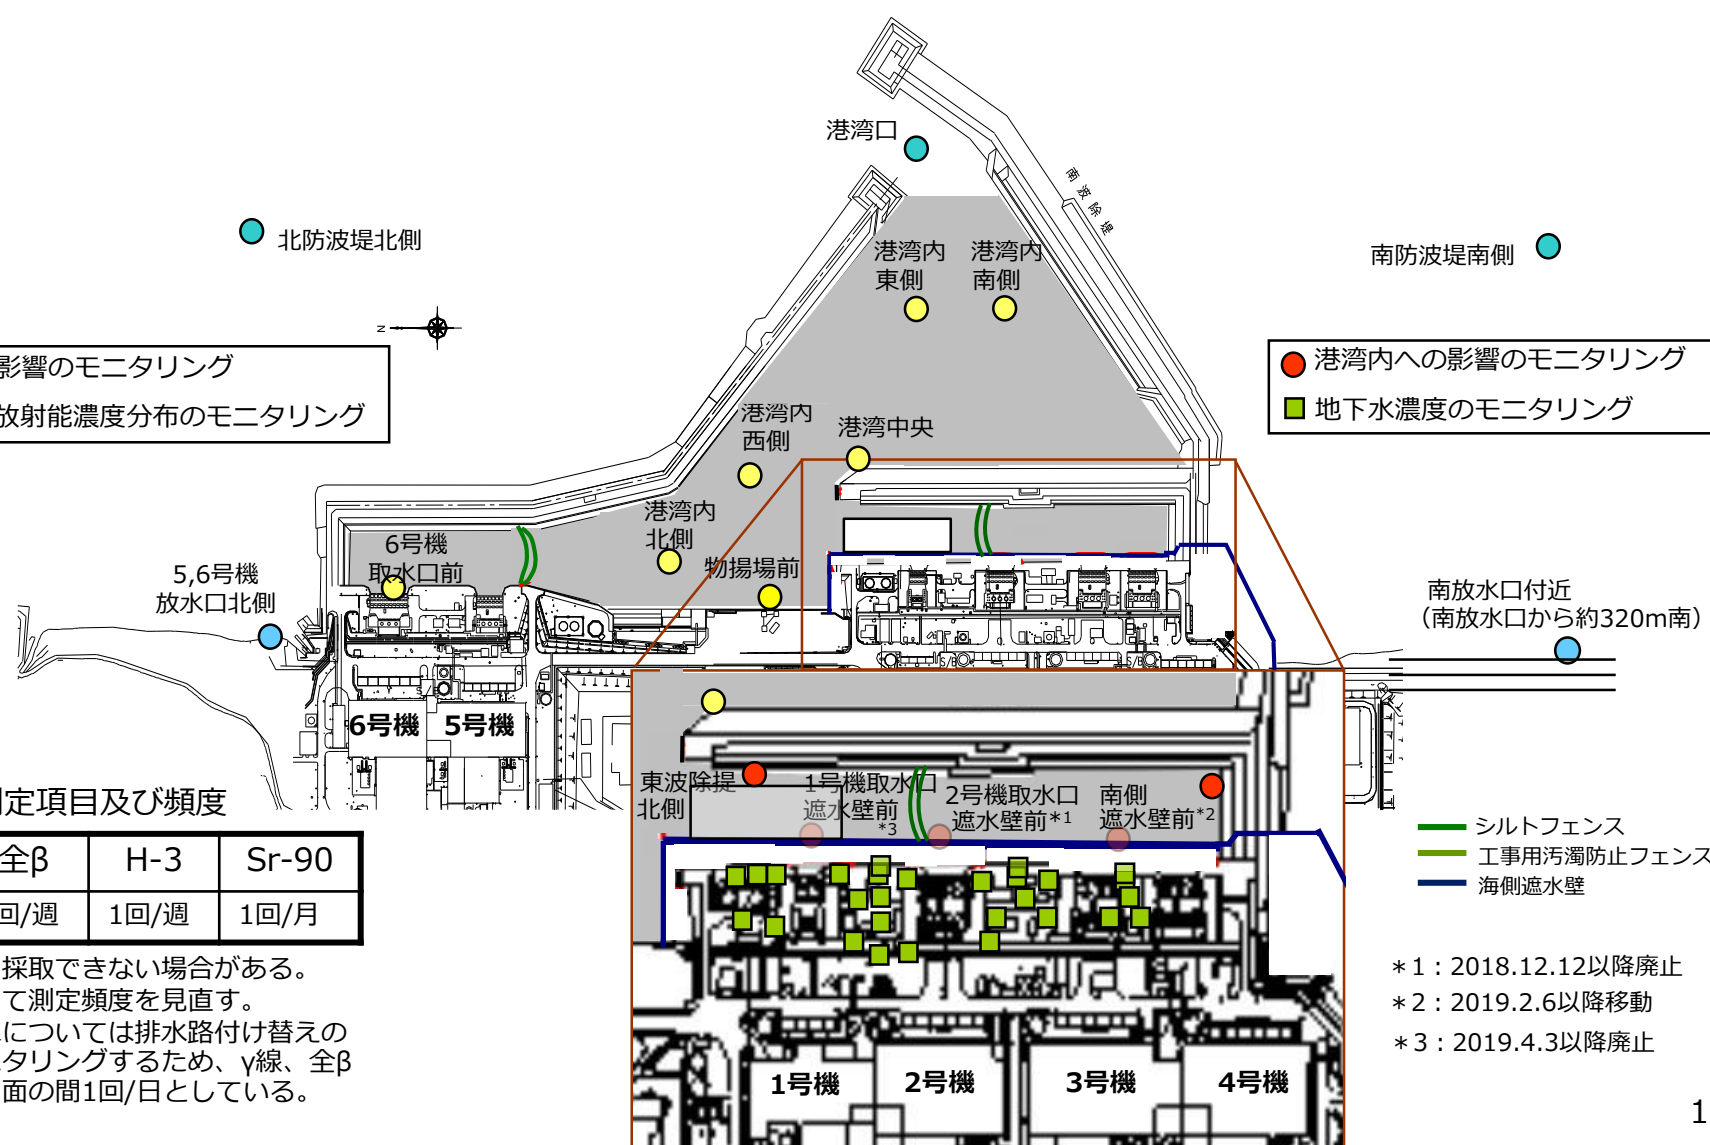 港湾口
南波除堤
北防波堤北側
港湾内
東側
港湾内
南側
南防波堤南側
N
影響のモニタリング
放射能濃度分布のモニタリング
港湾内への影響のモニタリング
地下水濃度のモニタリング
港湾内
西側
港湾中央
港湾内
北側
6号機
取水口前
物揚場前
5,6号機
放水口北側
南放水口付近
（南放水口から約320m南）
S/B
S/B
6号機
5号機
東波除堤
北側
1号機取水口
遮水壁前
*3
2号機取水口
遮水壁前*1
南側
遮水壁前*2
定項目及び頻度
全β
H-3
Sr-90
回/週
1回/週
1回/月
採取できない場合がある。
て測定頻度を見直す。
については排水路付け替えの
タリングするため、γ線、全β
面の間1回/日としている。
シルトフェンス
工事用汚濁防止フェンス
海側遮水壁
＊1：2018.12.12以降廃止
＊2：2019.2.6以降移動
＊3：2019.4.3以降廃止
1号機
2号機
3号機
4号機
1